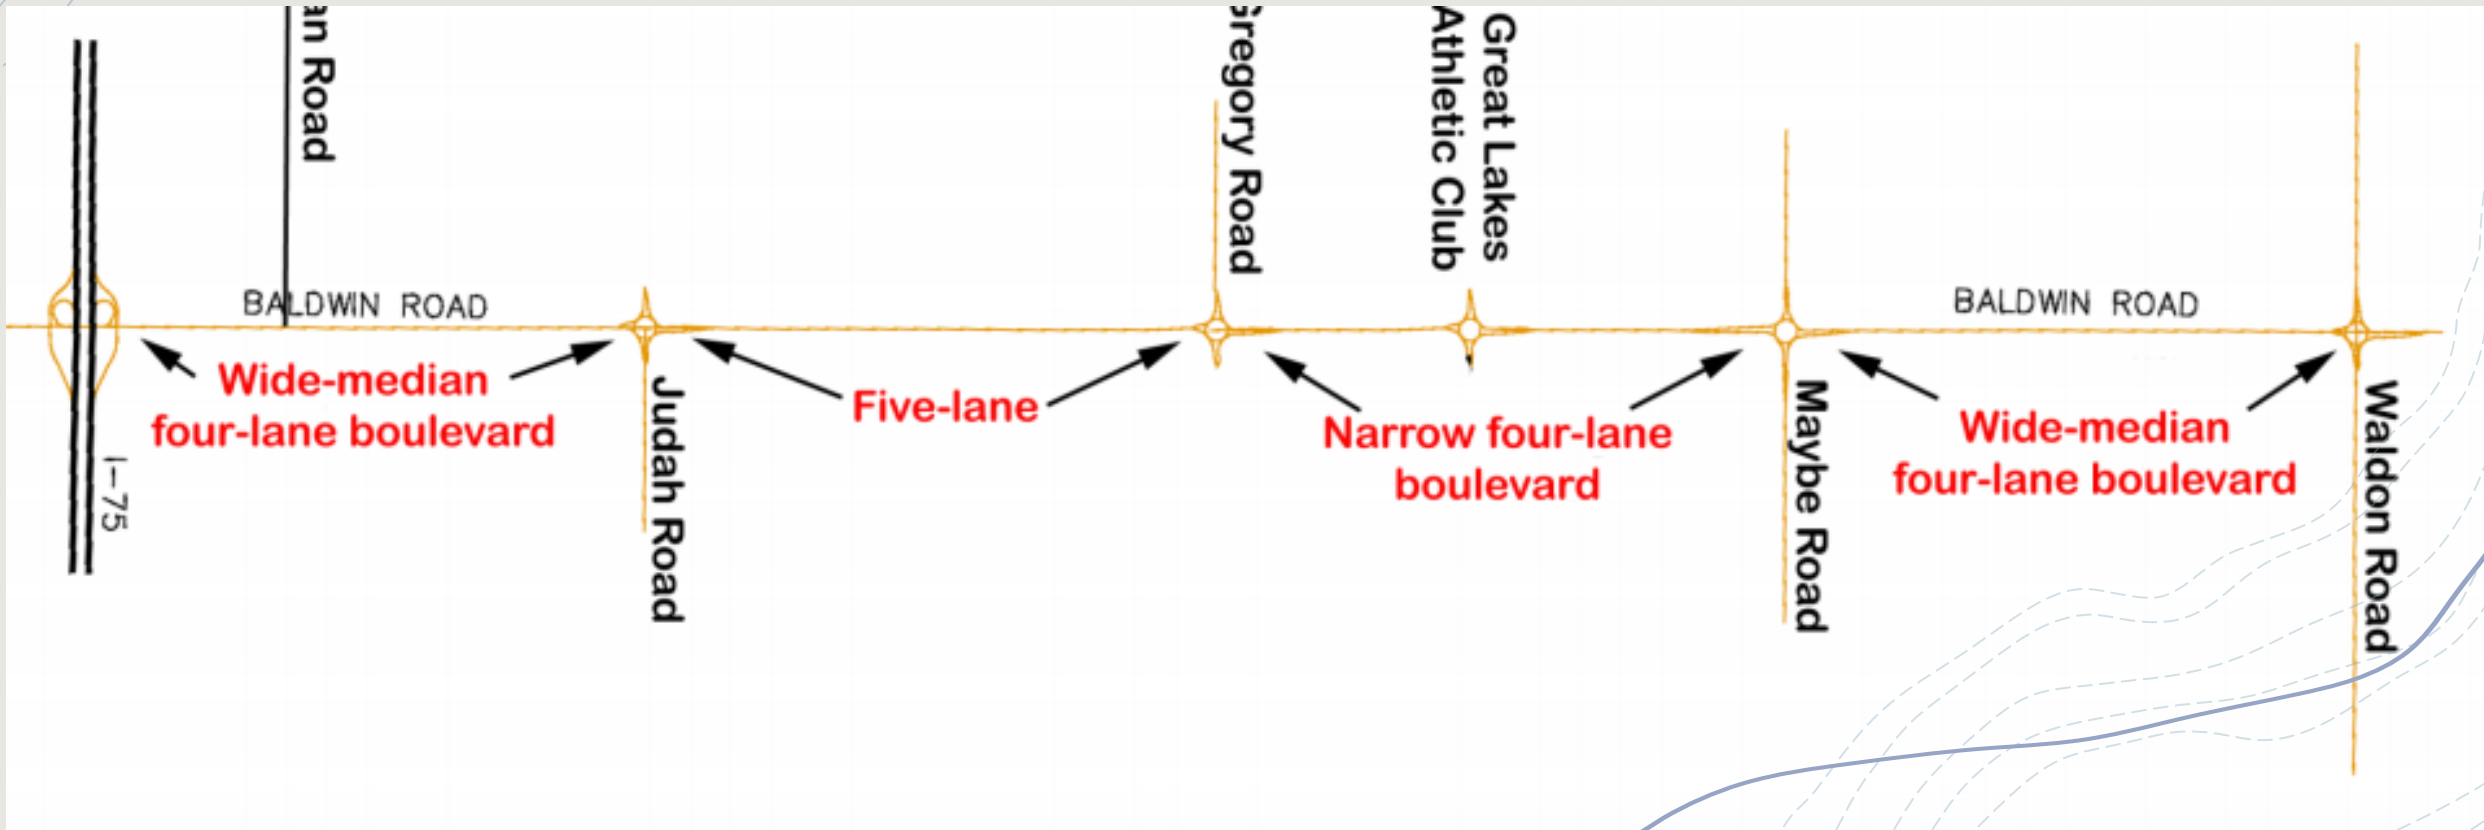 Road
Gregory Road
Great Lakes
Athletic Club
BALDWIN ROAD
BALDWIN ROAD
Wide-median
four-lane boulevard
Five-lane
Narrow four-lane
boulevard
Wide-median
four-lane boulevard
I-75
Judah Road
Maybe Road
Waldon Road